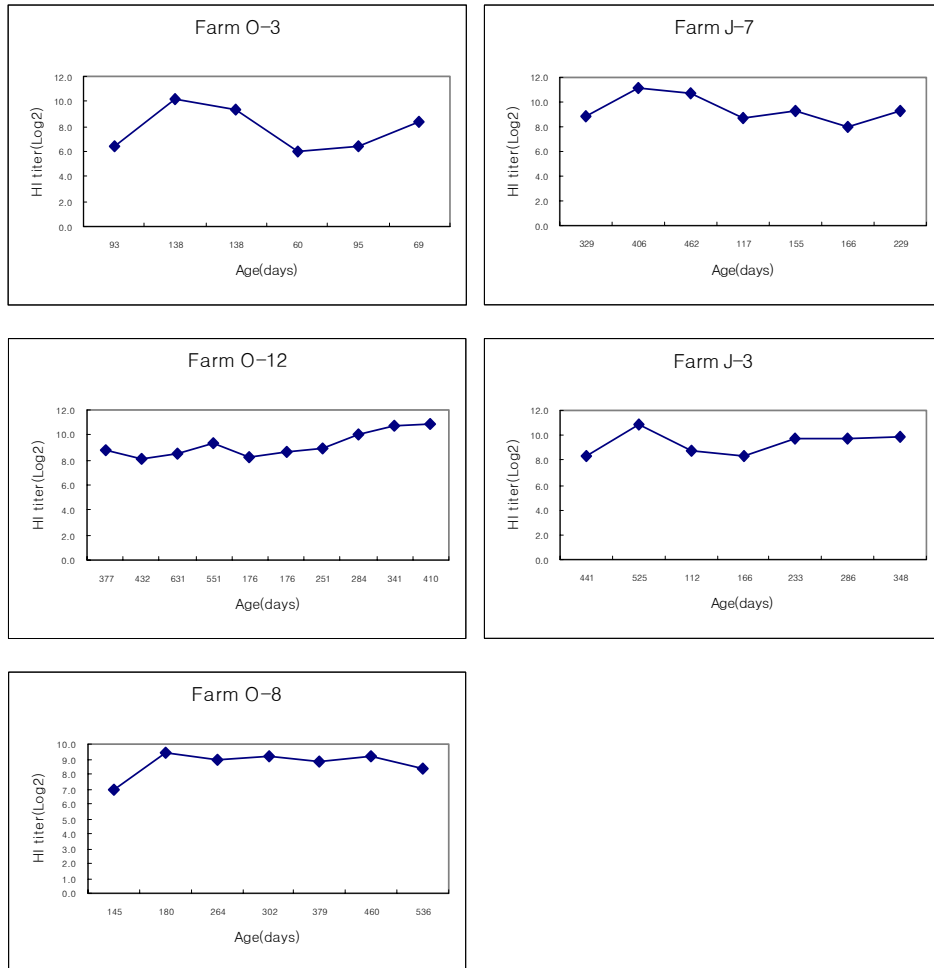 Farm O-3
HI titer(Log2)
12.0
10.0
8.0
6.0
4.0
2.0
0.0
93 138 138 60 95 69
Age(days)
Farm J-7
HI titer(Log2)
12.0
10.0
8.0
6.0
4.0
2.0
0.0
329 406 462 117 155 166 229
Age(days)
Farm O-12
HI titer(Log2)
12.0
10.0
8.0
6.0
4.0
2.0
0.0
377 432 631 551 176 176 251 284 341 410
Age(days)
Farm J-3
HI titer(Log2)
12.0
10.0
8.0
6.0
4.0
2.0
0.0
441 525 112 166 233 286 348
Age(days)
Farm O-8
HI titer(Log2)
10.0
9.0
8.0
7.0
6.0
5.0
4.0
3.0
2.0
1.0
0.0
145 180 264 302 379 460 536
Age(days)